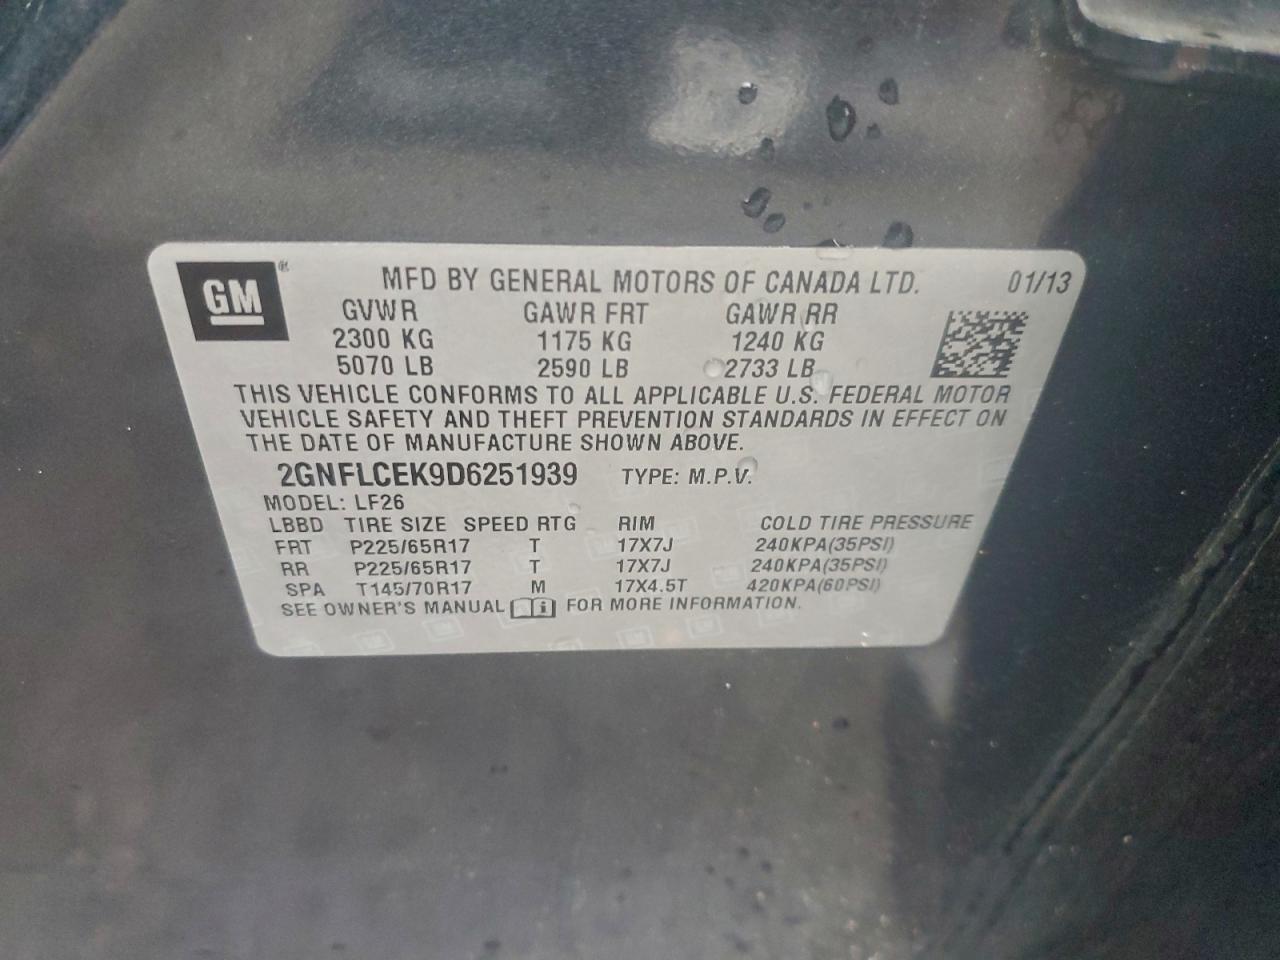 GM®
MFD BY GENERAL MOTORS OF CANADA LTD. 01/13
GVWR GAWR FRT GAWR RR
2300 KG 1175 KG 1240 KG
5070 LB 2590 LB 2733 LB
THIS VEHICLE CONFORMS TO ALL APPLICABLE U.S. FEDERAL MOTOR
VEHICLE SAFETY AND THEFT PREVENTION STANDARDS IN EFFECT ON
THE DATE OF MANUFACTURE SHOWN ABOVE.
2GNFLCEK9D6251939 TYPE: M.P.V.
MODEL: LF26
LBBD TIRE SIZE SPEED RTG RIM COLD TIRE PRESSURE
FRT P225/65R17 T 17X7J 240KPA(35PSI)
RR P225/65R17 T 17X7J 240KPA(35PSI)
SPA T145/70R17 M 17X4.5T 420KPA(60PSI)
SEE OWNER'S MANUAL i FOR MORE INFORMATION.